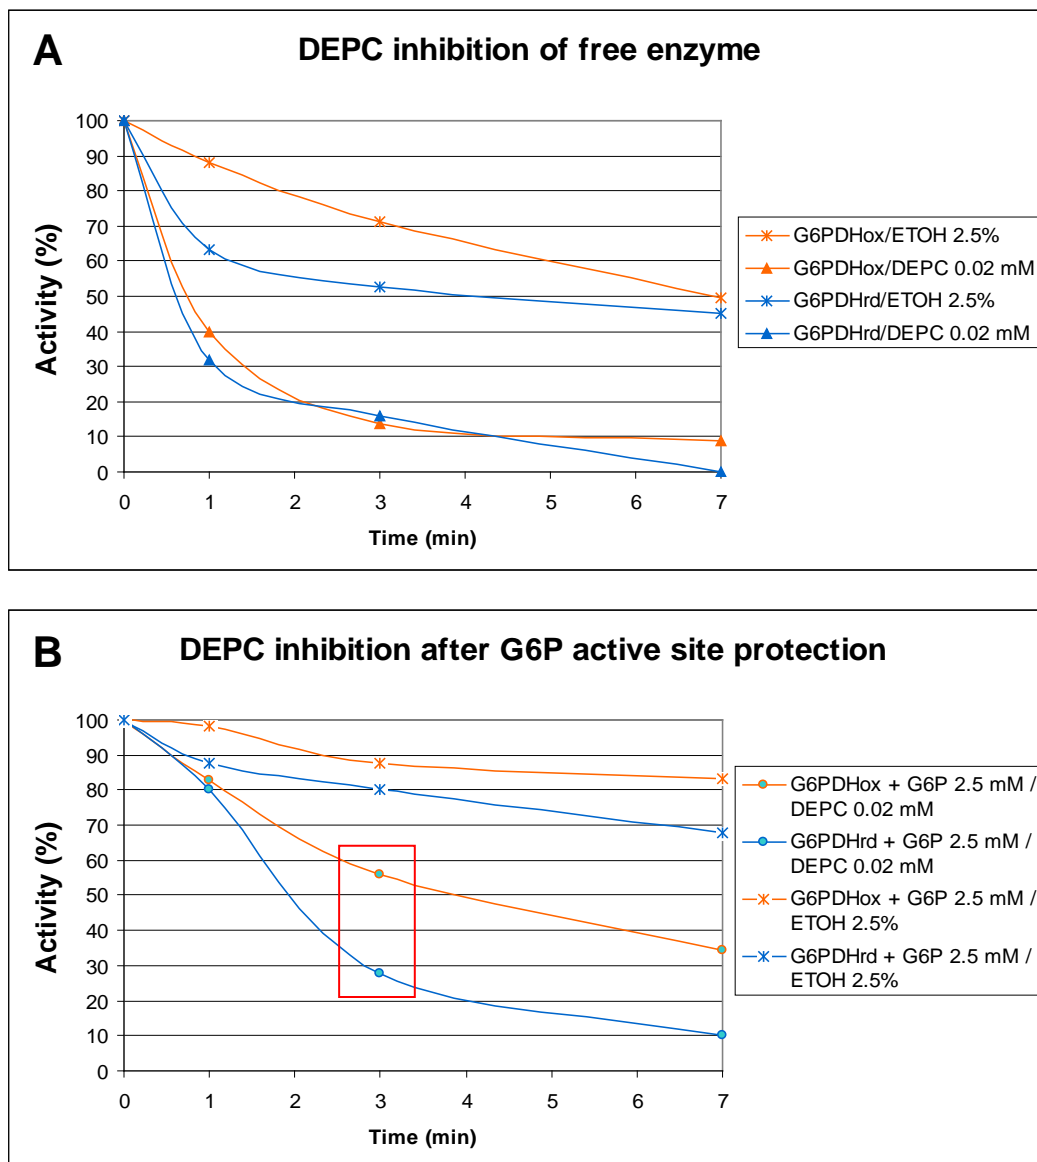 A
DEPC inhibition of free enzyme
100
90
80
70
60
50
40
30
20
10
0
Activity (%)
0 1 2 3 4 5 6 7
Time (min)
G6PDHox/ETOH 2.5%
G6PDHox/DEPC 0.02 mM
G6PDHrd/ETOH 2.5%
G6PDHrd/DEPC 0.02 mM
B
DEPC inhibition after G6P active site protection
100
90
80
70
60
50
40
30
20
10
0
Activity (%)
0 1 2 3 4 5 6 7
Time (min)
G6PDHox + G6P 2.5 mM /
DEPC 0.02 mM
G6PDHrd + G6P 2.5 mM /
DEPC 0.02 mM
G6PDHox + G6P 2.5 mM /
ETOH 2.5%
G6PDHrd + G6P 2.5 mM /
ETOH 2.5%